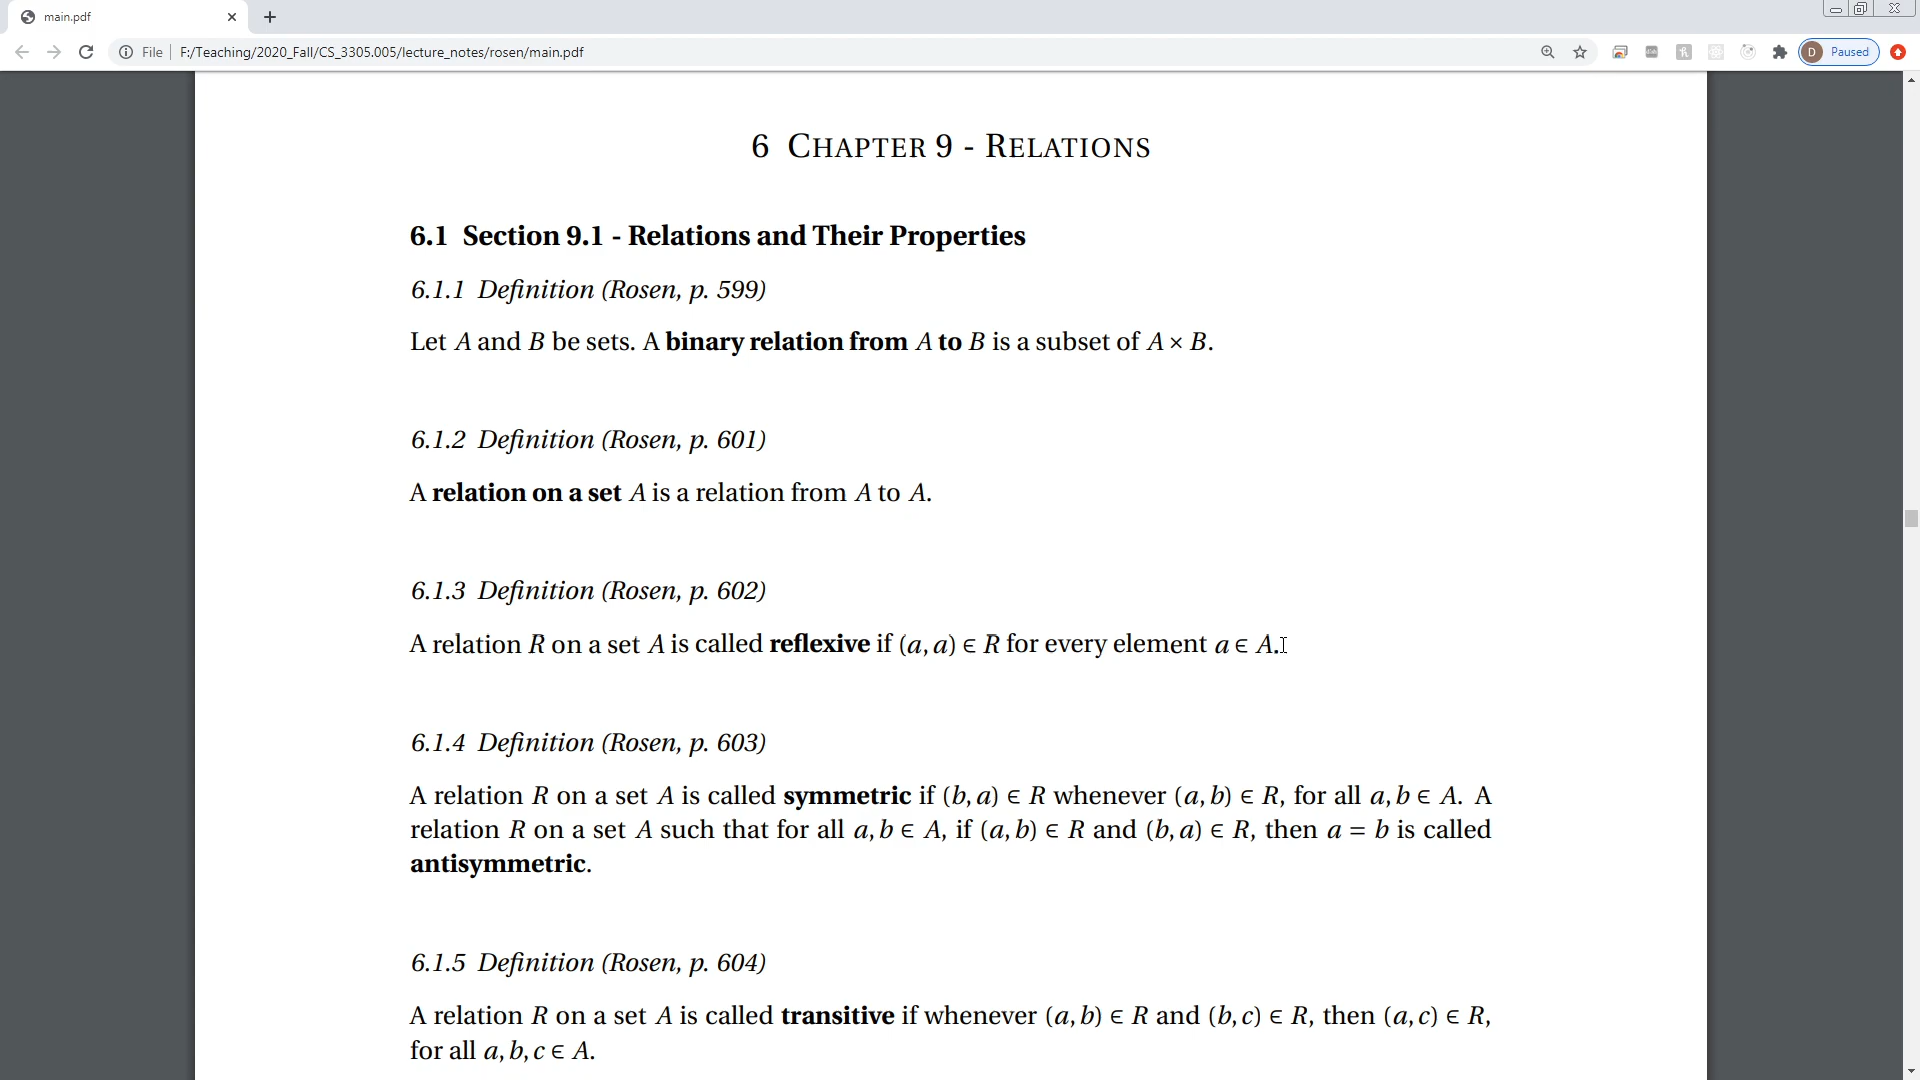 main.pdf
File F:/Teaching/2020_Fall/CS_3305.005/lecture_notes/rosen/main.pdf
D Paused
6 CHAPTER 9 - RELATIONS
6.1 Section 9.1 - Relations and Their Properties
6.1.1 Definition (Rosen, p. 599)
Let A and B be sets. A binary relation from A to B is a subset of A × B.
6.1.2 Definition (Rosen, p. 601)
A relation on a set A is a relation from A to A.
6.1.3 Definition (Rosen, p. 602)
A relation R on a set A is called reflexive if (a, a) ∈ R for every element a ∈ A.
6.1.4 Definition (Rosen, p. 603)
A relation R on a set A is called symmetric if (b, a) ∈ R whenever (a, b) ∈ R, for all a, b ∈ A. A
relation R on a set A such that for all a, b ∈ A, if (a, b) ∈ R and (b, a) ∈ R, then a = b is called
antisymmetric.
6.1.5 Definition (Rosen, p. 604)
A relation R on a set A is called transitive if whenever (a, b) ∈ R and (b, c) ∈ R, then (a, c) ∈ R,
for all a, b, c ∈ A.